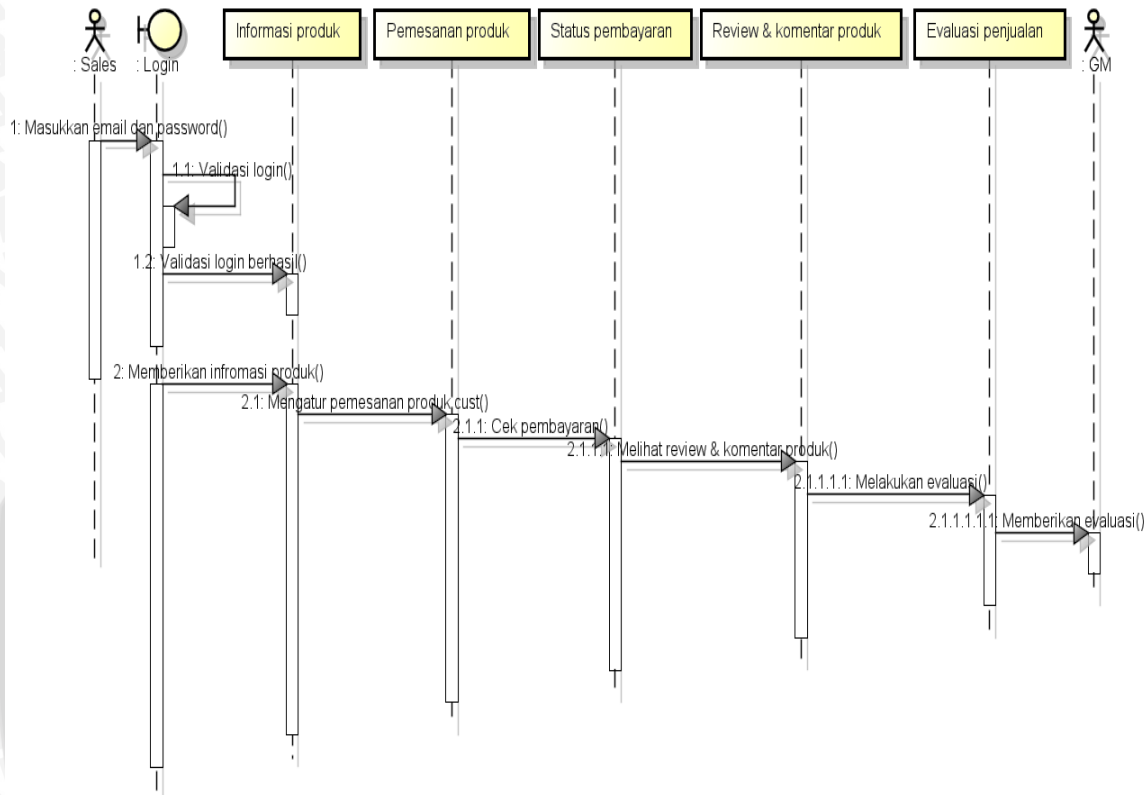 Informasi produk
Pemesanan produk
Status pembayaran
Review & komentar produk
Evaluasi penjualan
: Sales
: Login
: GM
1: Masukkan email dan password()
1.1: Validasi login()
1.2: Validasi login berhasil()
2: Memberikan infromasi produk()
2.1: Mengatur pemesanan produk cust()
2.1.1: Cek pembayaran()
2.1.1.1: Melihat review & komentar produk()
2.1.1.1.1: Melakukan evaluasi()
2.1.1.1.1.1: Memberikan evaluasi()